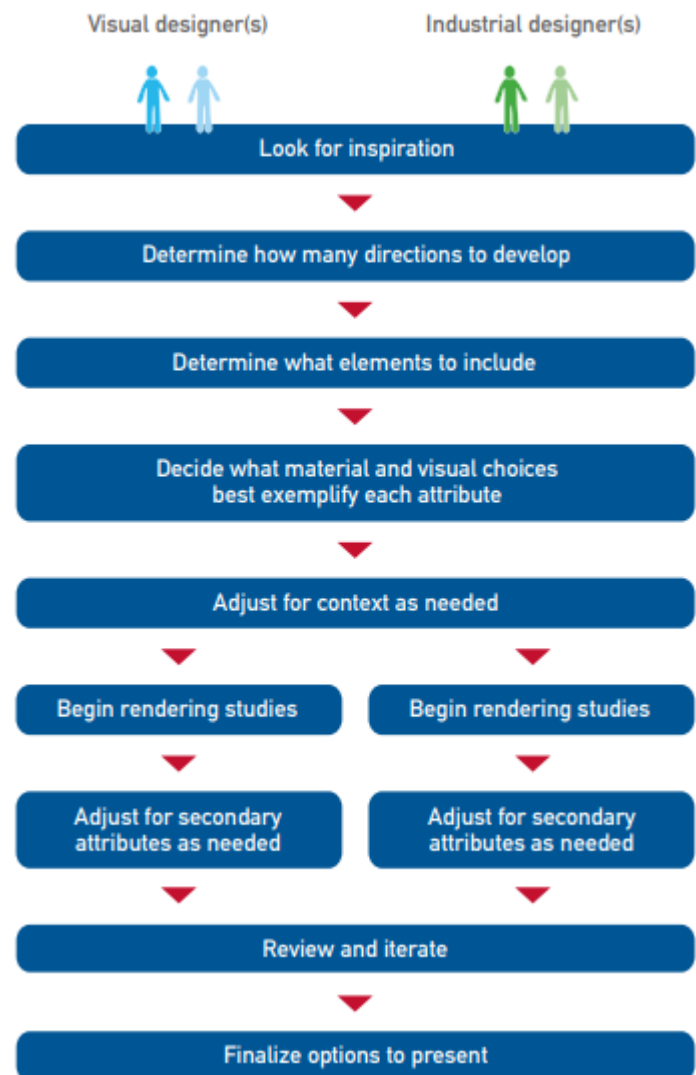 Visual designer(s)
Industrial designer(s)
Look for inspiration
Determine how many directions to develop
Determine what elements to include
Decide what material and visual choices
best exemplify each attribute
Adjust for context as needed
Begin rendering studies
Begin rendering studies
Adjust for secondary
attributes as needed
Adjust for secondary
attributes as needed
Review and iterate
Finalize options to present